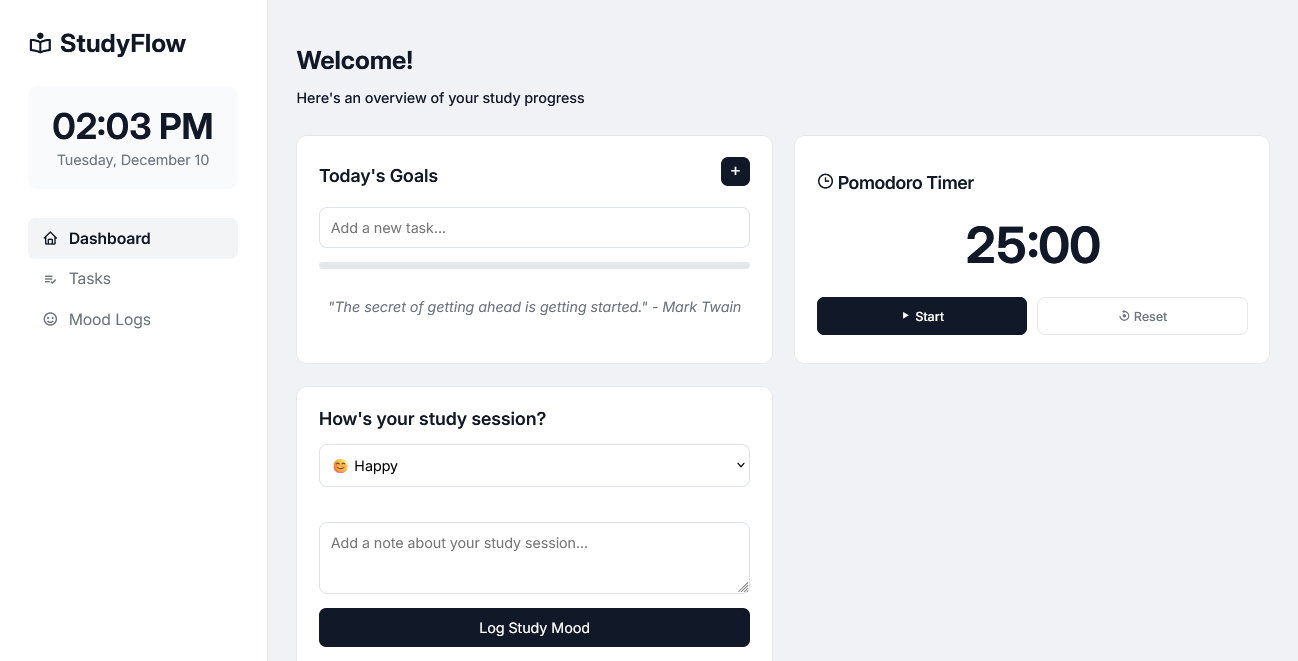 StudyFlow
02:03 PM
Tuesday, December 10
Dashboard
Tasks
Mood Logs
Welcome!
Here's an overview of your study progress
Today's Goals
+
Add a new task...
"The secret of getting ahead is getting started." - Mark Twain
Pomodoro Timer
25:00
Start
Reset
How's your study session?
😊 Happy
Add a note about your study session...
Log Study Mood